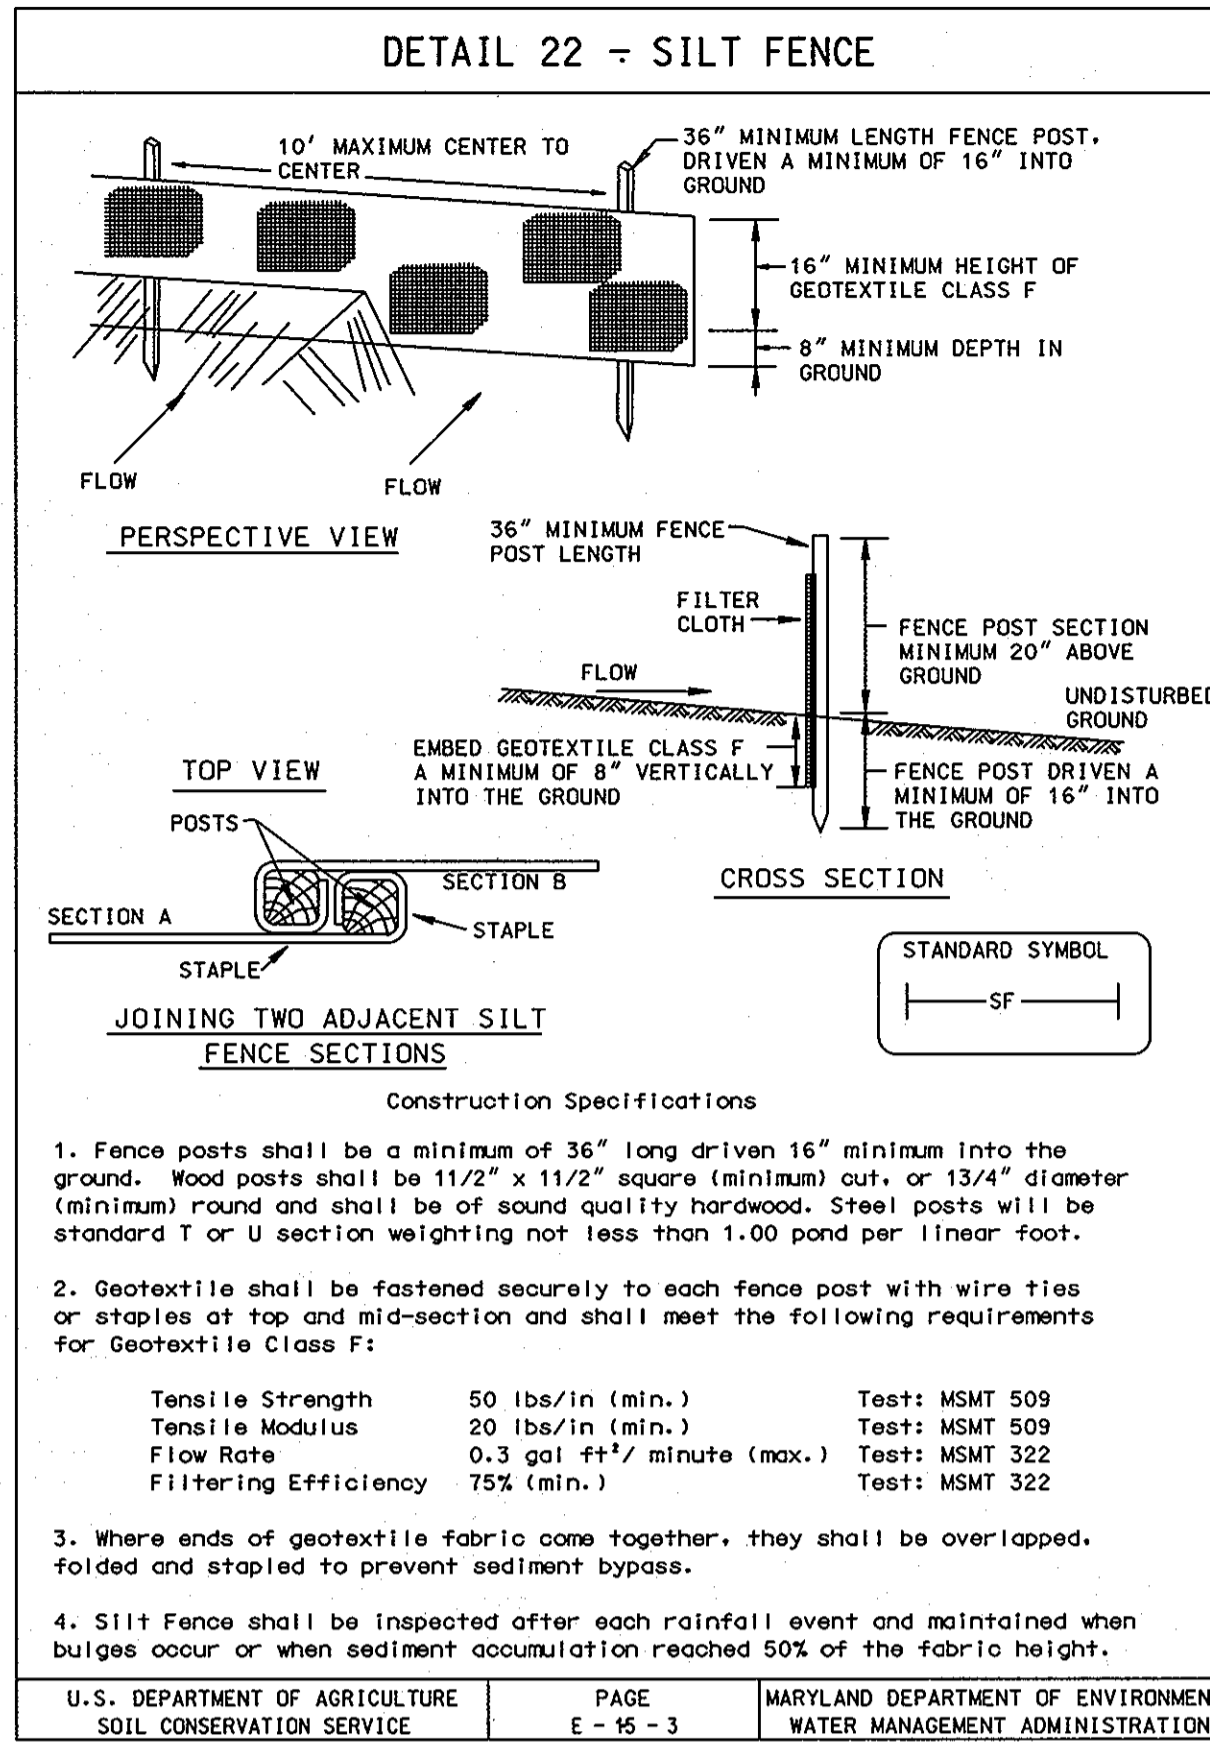 DETAIL 22 - SILT FENCE
10' MAXIMUM CENTER TO
CENTER
36" MINIMUM LENGTH FENCE POST,
DRIVEN A MINIMUM OF 16" INTO
GROUND
16" MINIMUM HEIGHT OF
GEOTEXTILE CLASS F
8" MINIMUM DEPTH IN
GROUND
FLOW
FLOW
PERSPECTIVE VIEW
36" MINIMUM FENCE
POST LENGTH
FILTER
CLOTH
FENCE POST SECTION
MINIMUM 20" ABOVE
GROUND
FLOW
UNDISTURBED
GROUND
EMBED GEOTEXTILE CLASS F
A MINIMUM OF 8" VERTICALLY
INTO THE GROUND
FENCE POST DRIVEN A
MINIMUM OF 16" INTO
THE GROUND
TOP VIEW
POSTS
SECTION B
SECTION A
STAPLE
STAPLE
CROSS SECTION
JOINING TWO ADJACENT SILT
FENCE SECTIONS
STANDARD SYMBOL
SF
Construction Specifications
1. Fence posts shall be a minimum of 36" long driven 16" minimum into the
ground. Wood posts shall be 11/2" x 11/2" square (minimum) cut, or 13/4" diameter
(minimum) round and shall be of sound quality hardwood. Steel posts will be
standard T or U section weighting not less than 1.00 pond per linear foot.
2. Geotextile shall be fastened securely to each fence post with wire ties
or staples at top and mid-section and shall meet the following requirements
for Geotextile Class F:
Tensile Strength 50 lbs/in (min.) Test: MSMT 509
Tensile Modulus 20 lbs/in (min.) Test: MSMT 509
Flow Rate 0.3 gal ft²/ minute (max.) Test: MSMT 322
Filtering Efficiency 75% (min.) Test: MSMT 322
3. Where ends of geotextile fabric come together, they shall be overlapped,
folded and stapled to prevent sediment bypass.
4. Silt Fence shall be inspected after each rainfall event and maintained when
bulges occur or when sediment accumulation reached 50% of the fabric height.
U.S. DEPARTMENT OF AGRICULTURE
SOIL CONSERVATION SERVICE
PAGE
E - 15 - 3
MARYLAND DEPARTMENT OF ENVIRONMEN
WATER MANAGEMENT ADMINISTRATION